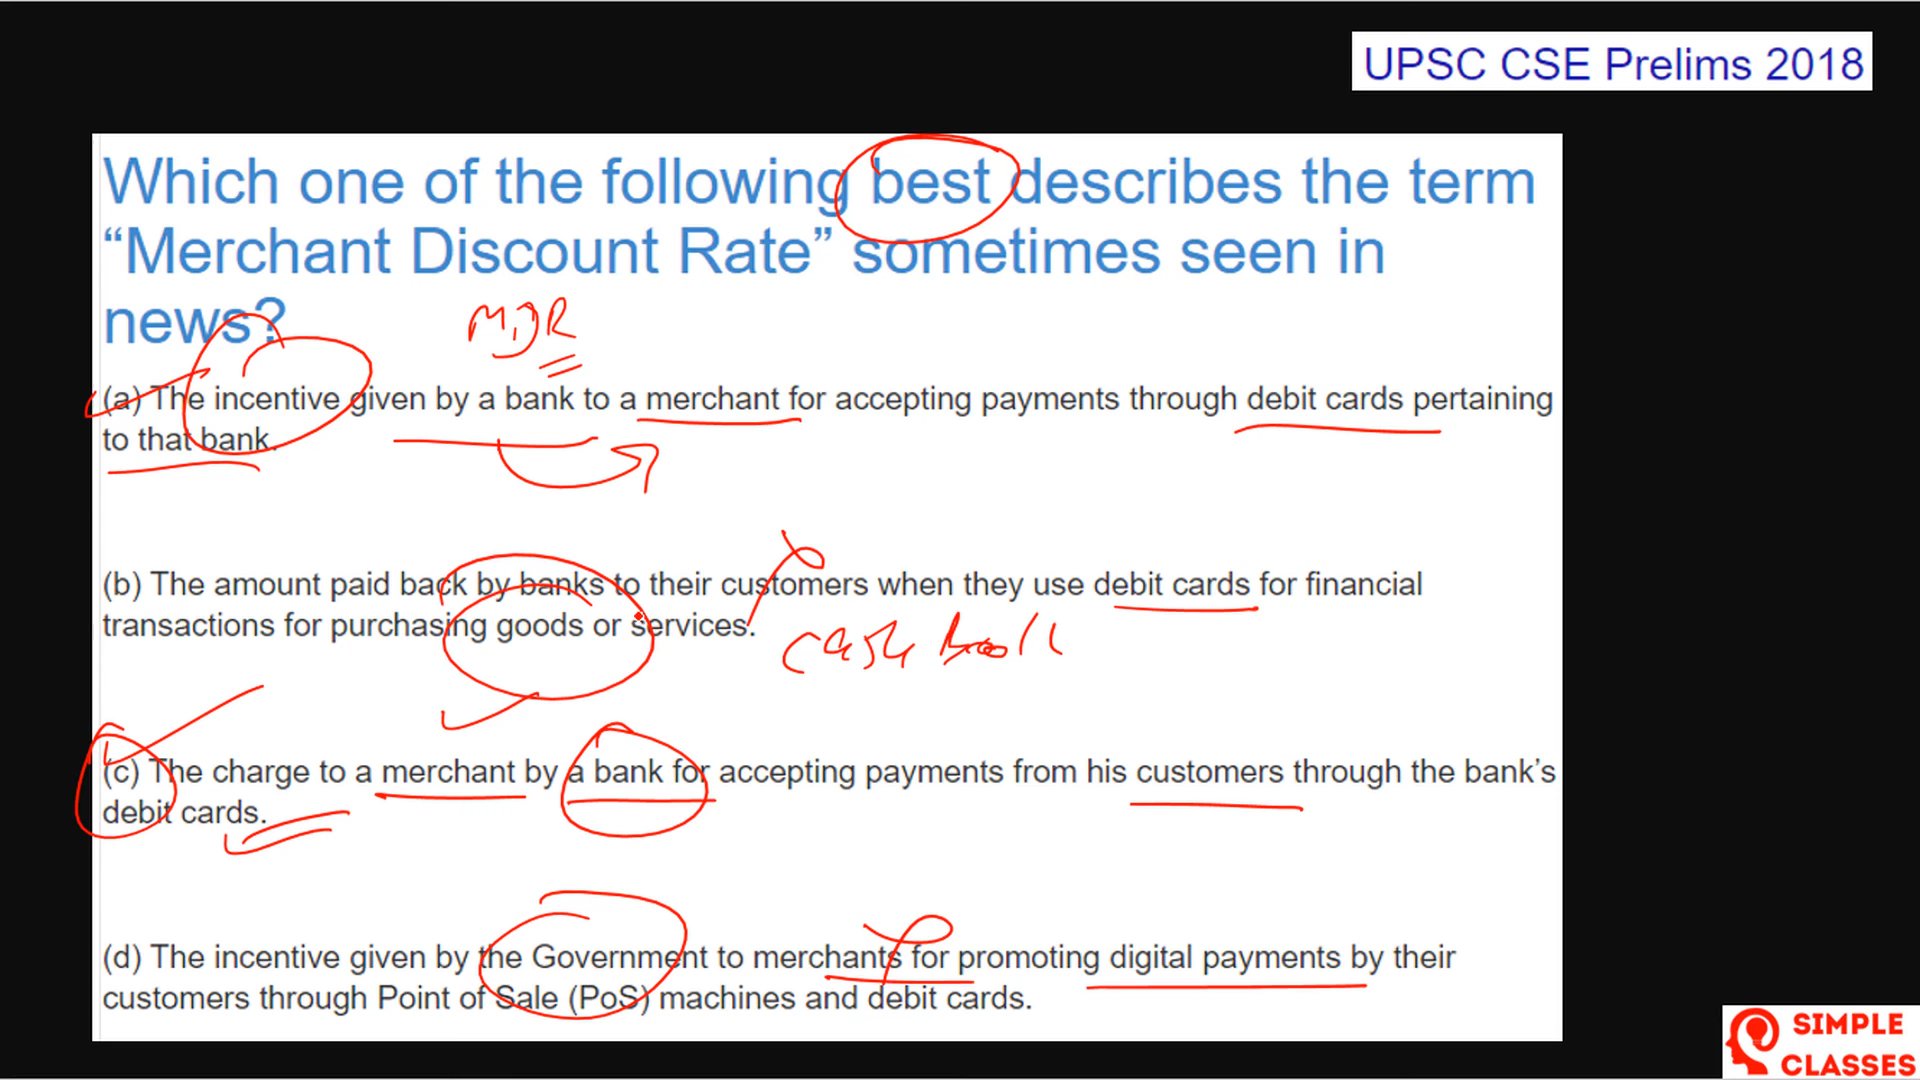 UPSC CSE Prelims 2018
Which one of the following best describes the term
“Merchant Discount Rate” sometimes seen in
news?
MDR
(a) The incentive given by a bank to a merchant for accepting payments through debit cards pertaining
to that bank.
(b) The amount paid back by banks to their customers when they use debit cards for financial
transactions for purchasing goods or services.
cash
(c) The charge to a merchant by a bank for accepting payments from his customers through the bank’s
debit cards.
(d) The incentive given by the Government to merchants for promoting digital payments by their
customers through Point of Sale (PoS) machines and debit cards.
SIMPLE
CLASSES